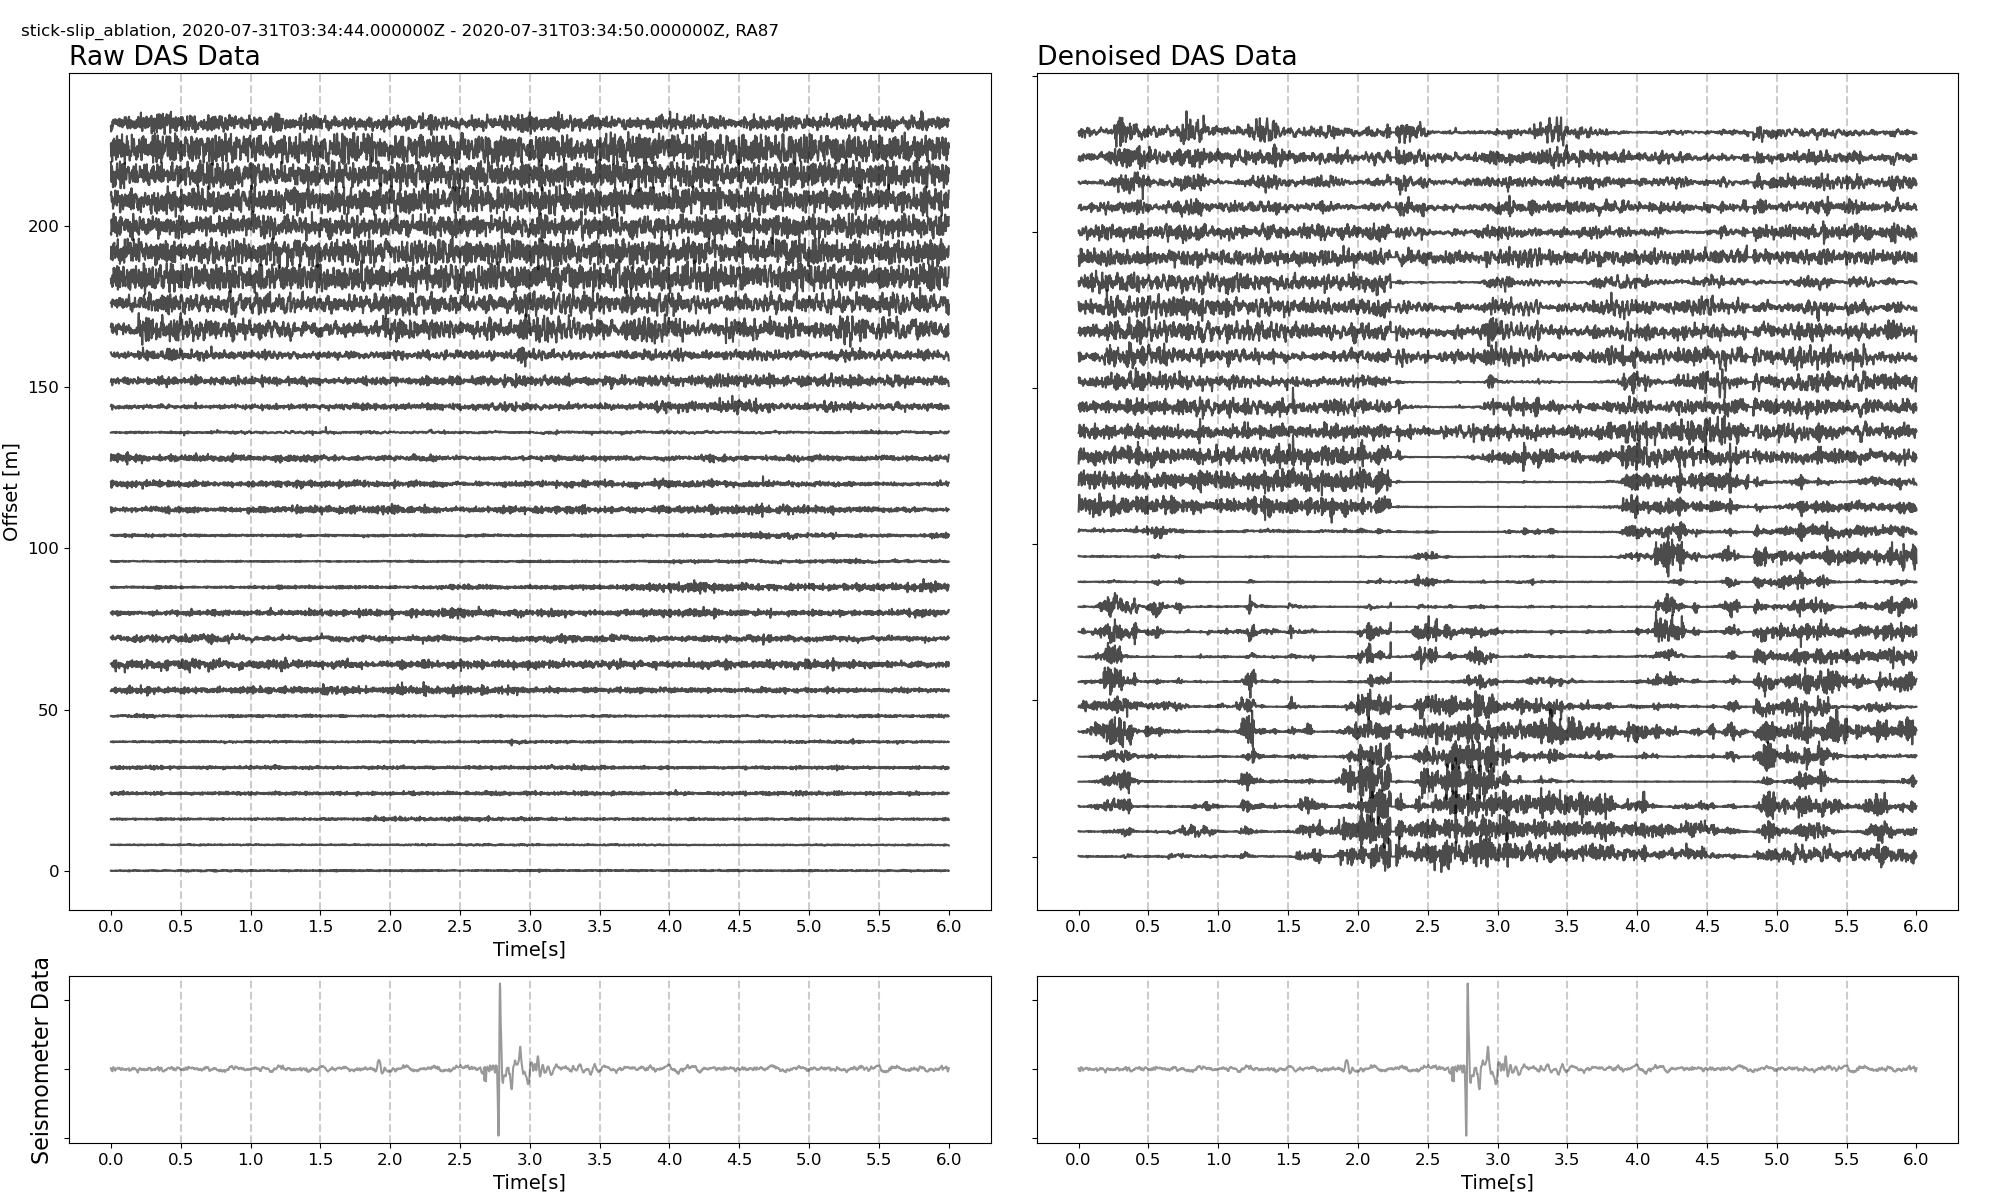 stick-slip_ablation, 2020-07-31T03:34:44.000000Z - 2020-07-31T03:34:50.000000Z, RA87
Raw DAS Data
Denoised DAS Data
Offset [m]
200
150
100
50
0
0.0 0.5 1.0 1.5 2.0 2.5 3.0 3.5 4.0 4.5 5.0 5.5 6.0
Time[s]
0.0 0.5 1.0 1.5 2.0 2.5 3.0 3.5 4.0 4.5 5.0 5.5 6.0
Seismometer Data
0.0 0.5 1.0 1.5 2.0 2.5 3.0 3.5 4.0 4.5 5.0 5.5 6.0
Time[s]
0.0 0.5 1.0 1.5 2.0 2.5 3.0 3.5 4.0 4.5 5.0 5.5 6.0
Time[s]